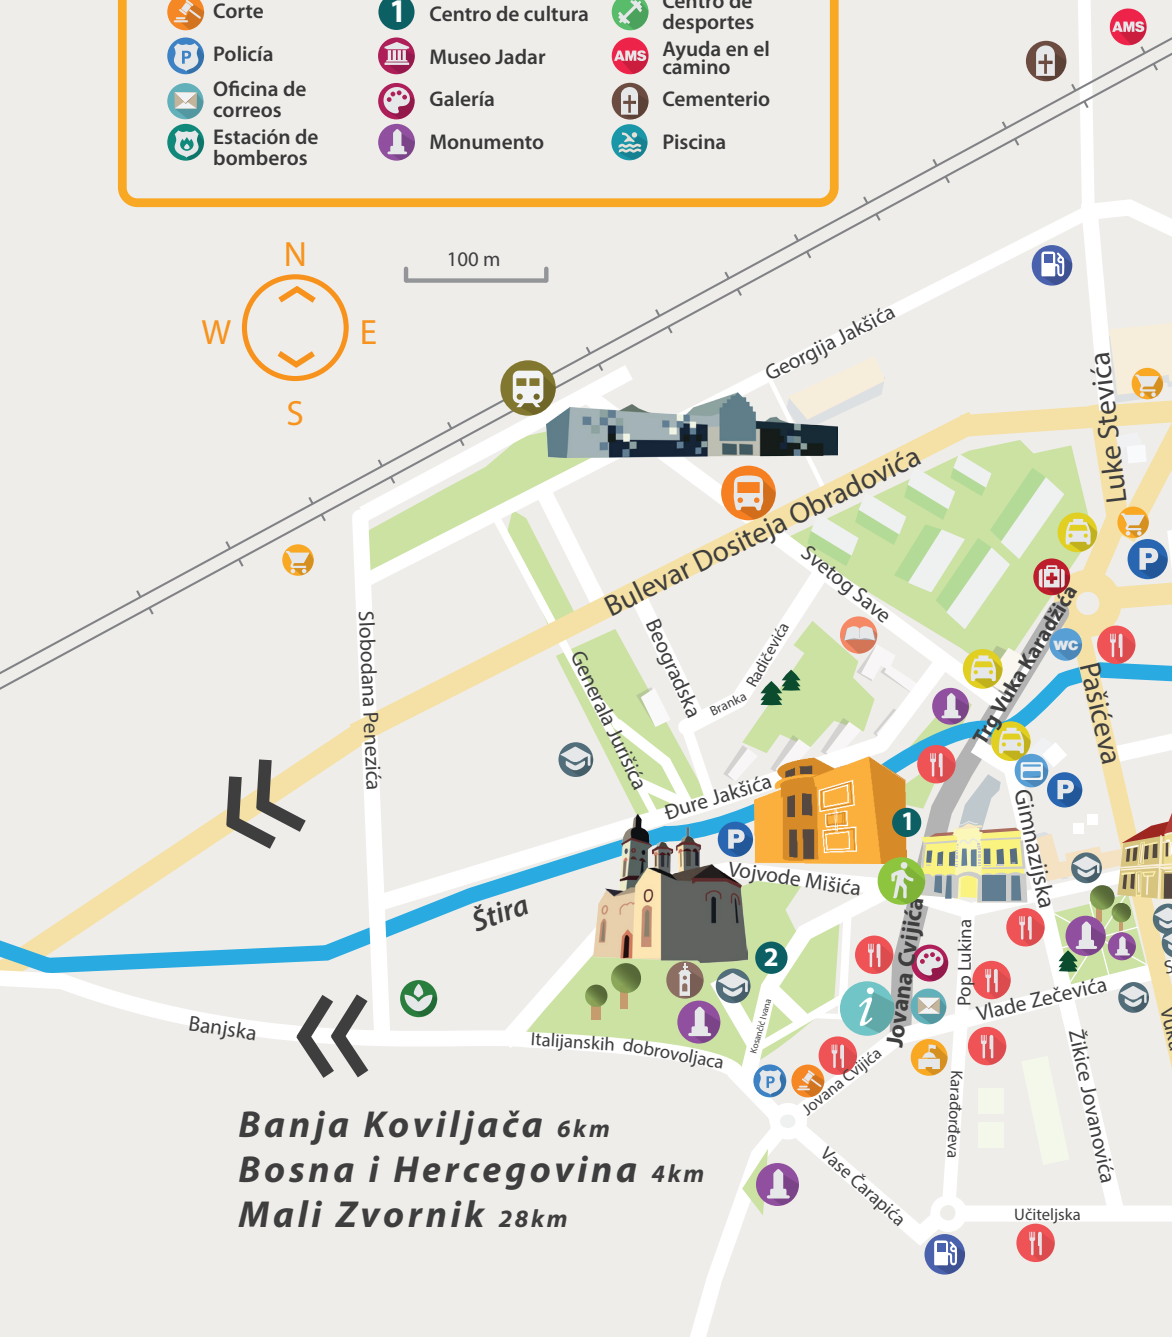 Corte
1
Centro de cultura
Centro de
desportes
AMS
P
Policía
Museo Jadar
AMS
Ayuda en el
camino
Oficina de
correos
Galería
Cementerio
Estación de
bomberos
Monumento
Piscina
N
W
E
S
100 m
Georgija Jakšića
Luke Stevića
Bulevar Dositeja Obradovića
Svetog Save
P
Slobodana Penezića
Generala Jurišića
Beogradska
Branka Radičevića
Trg Vuka Karadžića
WC
Pašićeva
P
Đure Jakšića
P
1
Gimnazijska
Vojvode Mišića
Štira
2
Jovana Cvijića
Pop Lukina
Vlade Zečevića
i
Kosančić Ivana
Banjska
Italijanskih dobrovoljaca
P
Jovana Cvijića
Karađorđeva
Žikice Jovanovića
Vuka
Banja Koviljača 6km
Bosna i Hercegovina 4km
Mali Zvornik 28km
Vase Čarapića
Učiteljska